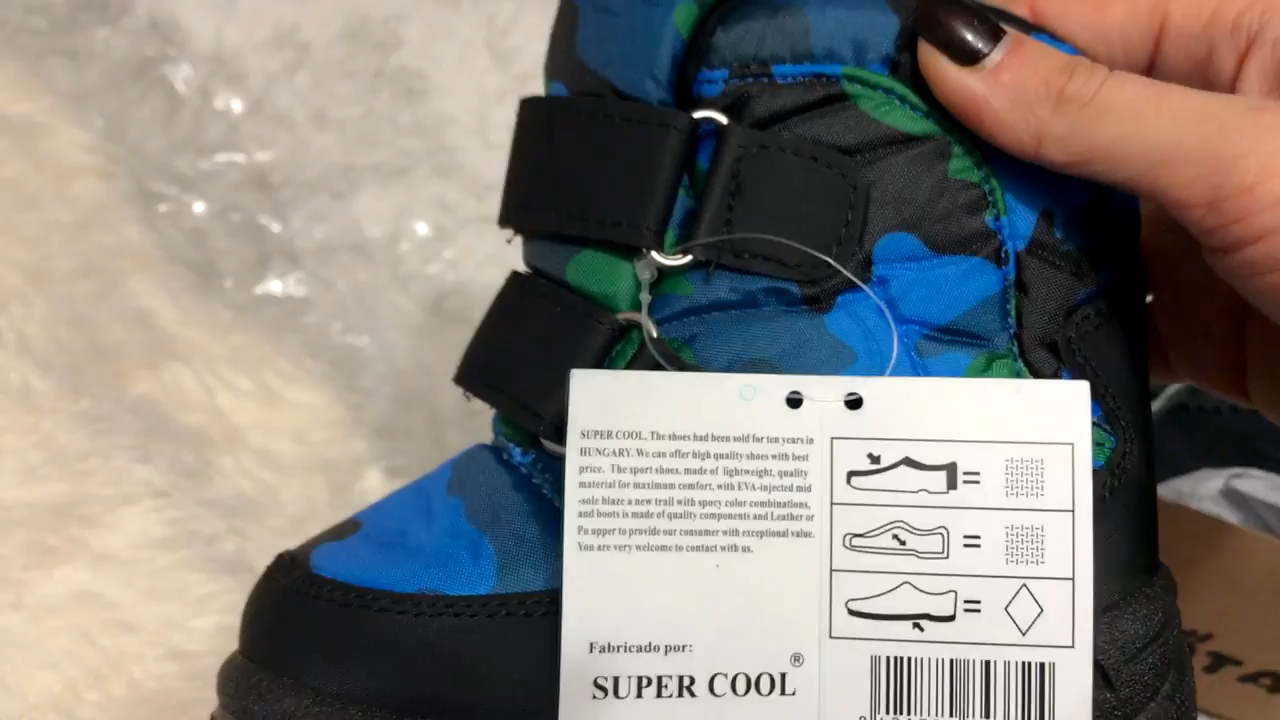 SUPER COOL, The shoes had been sold for ten years in
HUNGARY. We can offer high quality shoes with best
price. The sport shoes, made of lightweight, quality
material for maximum comfort, with EVA-injected mid
-sole blaze a new trail with spocy color combinations,
and boots is made of quality components and Leather or
Pu upper to provide our consumer with exceptional value.
You are very welcome to contact with us.
Fabricado por:
SUPER COOL®
=
=
=